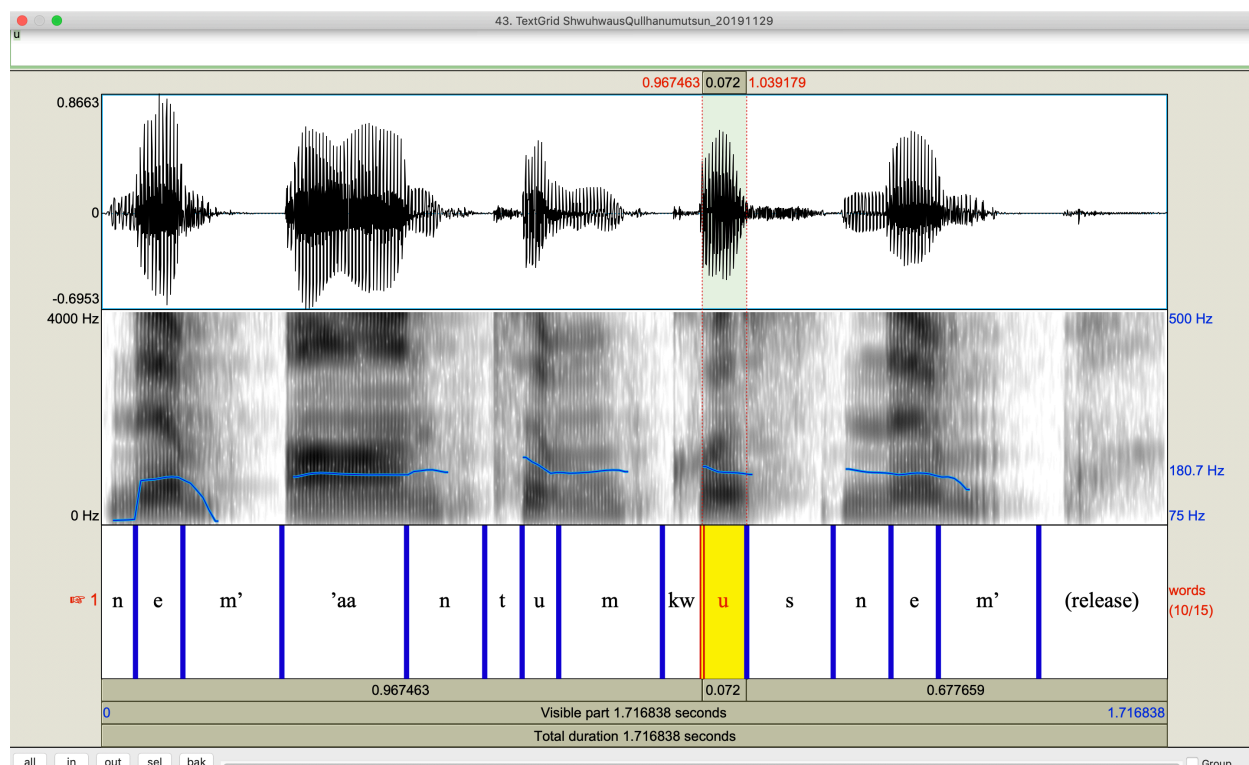 43. TextGrid ShwuhwausQullhanumutsun_20191129
u
0.967463 0.072 1.039179
0.8663
0
-0.6953
4000 Hz 500 Hz
180.7 Hz
0 Hz 75 Hz
☞ 1 n e m’ ’aa n t u m kw u s n e m’ (release) words
(10/15)
0.967463 0.072 0.677659
0 Visible part 1.716838 seconds 1.716838
Total duration 1.716838 seconds
all in out sel bak Group